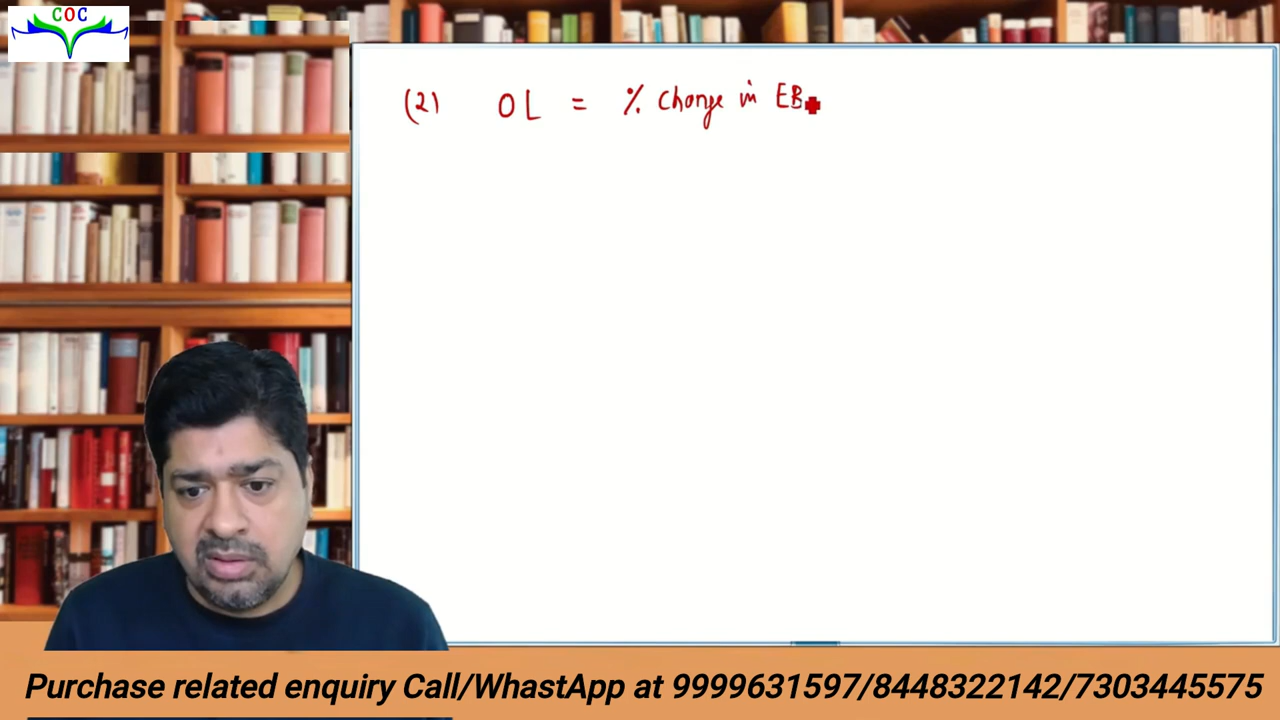 COC
(2) OL = % Change in EB
Purchase related enquiry Call/WhastApp at 9999631597/8448322142/7303445575